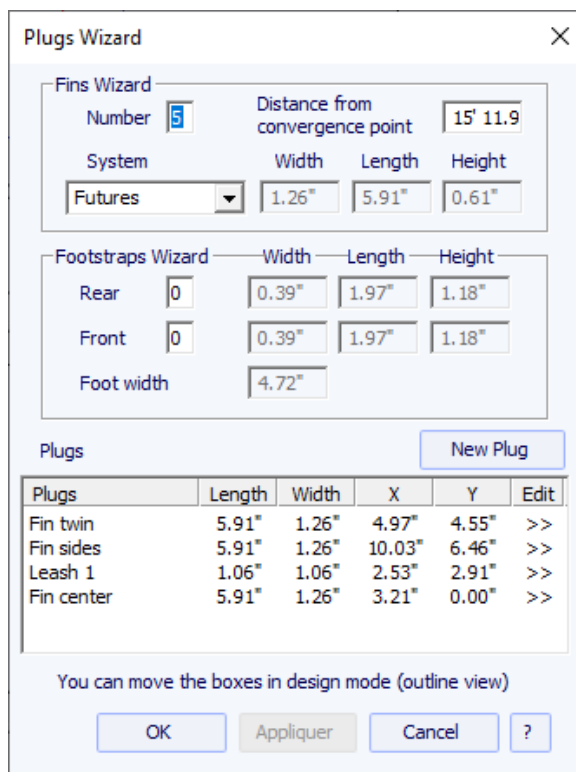 Plugs Wizard
Fins Wizard
Number 5 Distance from convergence point 15' 11.9
System Width Length Height
Futures 1.26" 5.91" 0.61"
Footstraps Wizard Width Length Height
Rear 0 0.39" 1.97" 1.18"
Front 0 0.39" 1.97" 1.18"
Foot width 4.72"
Plugs New Plug
Plugs Length Width X Y Edit
Fin twin 5.91" 1.26" 4.97" 4.55" >>
Fin sides 5.91" 1.26" 10.03" 6.46" >>
Leash 1 1.06" 1.06" 2.53" 2.91" >>
Fin center 5.91" 1.26" 3.21" 0.00" >>
You can move the boxes in design mode (outline view)
OK Appliquer Cancel ?